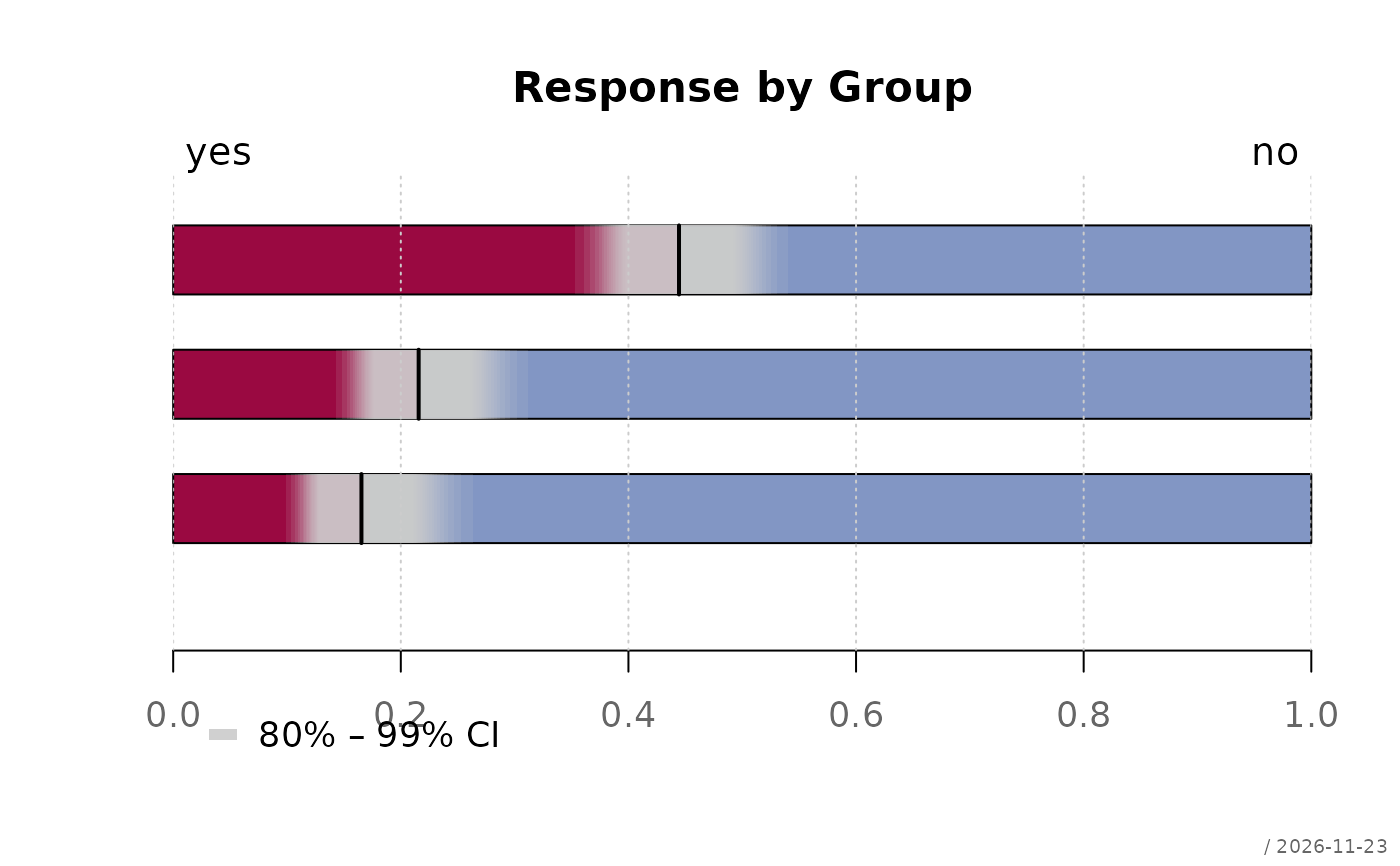 Response by Group
yes no
0.0 0.2 0.4 0.6 0.8 1.0
80% – 99% CI
/ 2026-11-23